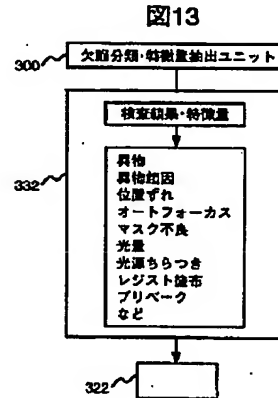 図13
300
欠陥分類・特徴量抽出ユニット
検査結果・特徴量
332
異物
異物起因
位置ずれ
オートフォーカス
マスク不良
光量
光源ちらつき
レジスト塗布
プリベーク
など
322